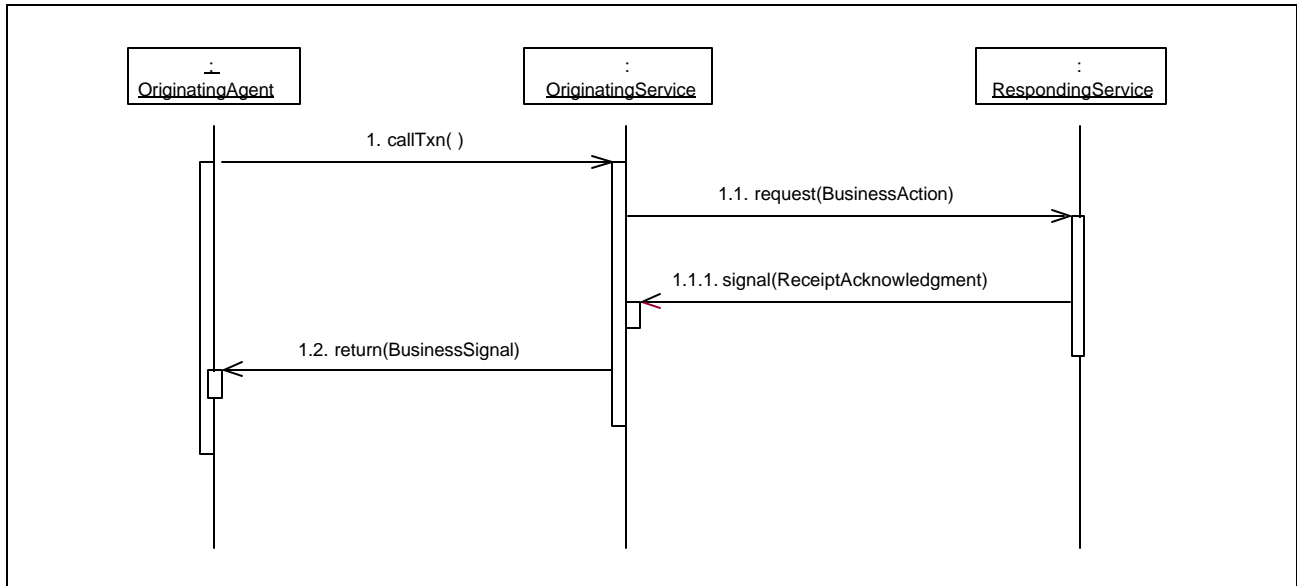 :
OriginatingAgent
:
OriginatingService
:
RespondingService
1. callTxn( )
1.1. request(BusinessAction)
1.1.1. signal(ReceiptAcknowledgment)
1.2. return(BusinessSignal)